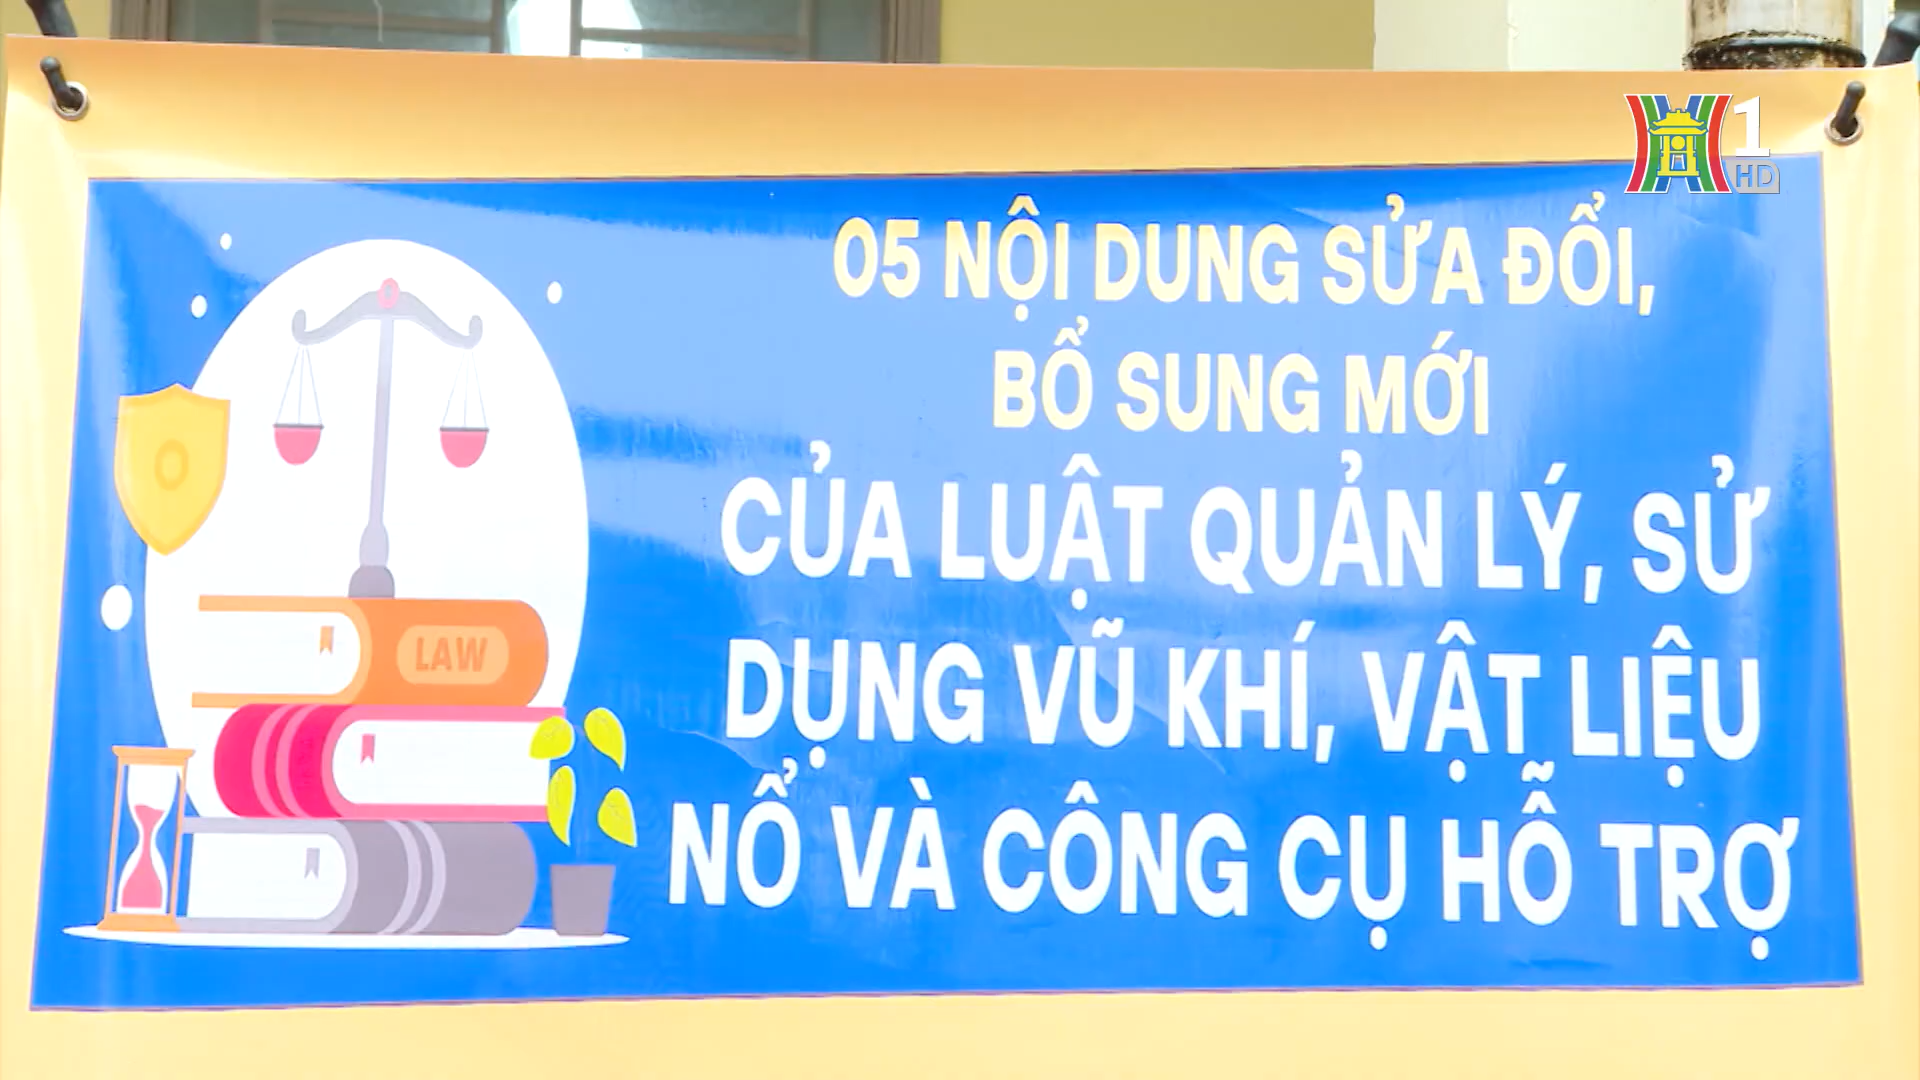 1
HD
05 NỘI DUNG SỬA ĐỔI,
BỔ SUNG MỚI
CỦA LUẬT QUẢN LÝ, SỬ
DỤNG VŨ KHÍ, VẬT LIỆU
NỔ VÀ CÔNG CỤ HỖ TRỢ
LAW